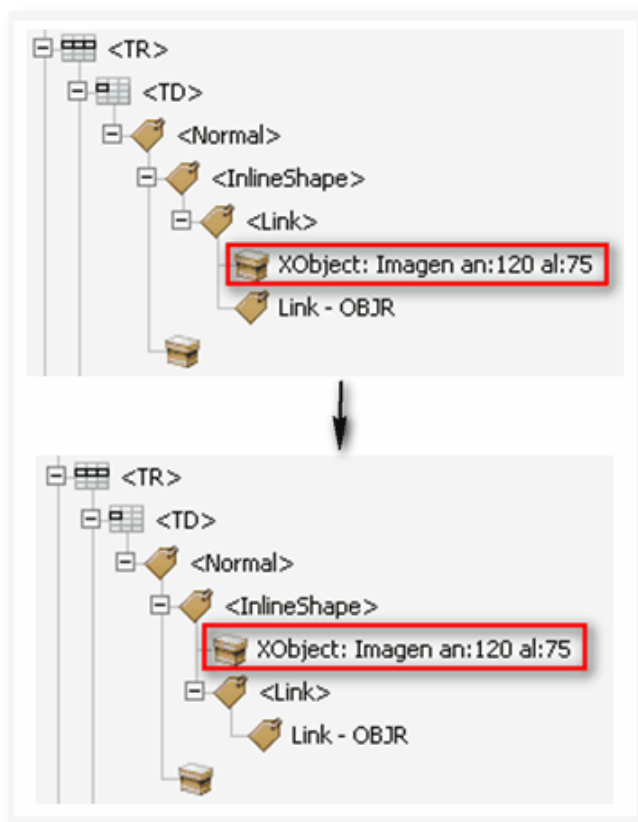 <TR>
<TD>
<Normal>
<InlineShape>
<Link>
XObject: Imagen an:120 al:75
Link - OBJR
<TR>
<TD>
<Normal>
<InlineShape>
XObject: Imagen an:120 al:75
<Link>
Link - OBJR